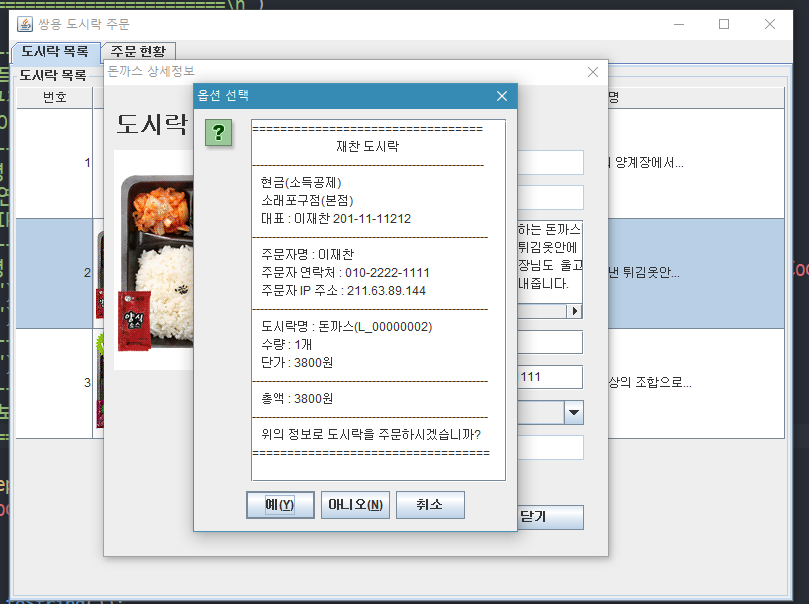 쌍용 도시락 주문
도시락 목록
주문 현황
도시락 목록
번호
명
돈까스 상세정보
도시락
옵션 선택
?
==================================
재찬 도시락
현금(소득공제)
소래포구점(본점)
대표 : 이재찬 201-11-11212
주문자명 : 이재찬
주문자 연락처 : 010-2222-1111
주문자 IP 주소 : 211.63.89.144
도시락명 : 돈까스(L_00000002)
수량 : 1개
단가 : 3800원
총액 : 3800원
위의 정보로 도시락을 주문하시겠습니까?
==================================
예(Y)
아니오(N)
취소
1
양계장에서...
2
낸 튀김옷안...
3
상의 조합으로...
하는 돈까스
튀김옷안에
장님도 울고
내줍니다.
111
닫기
양식
소스